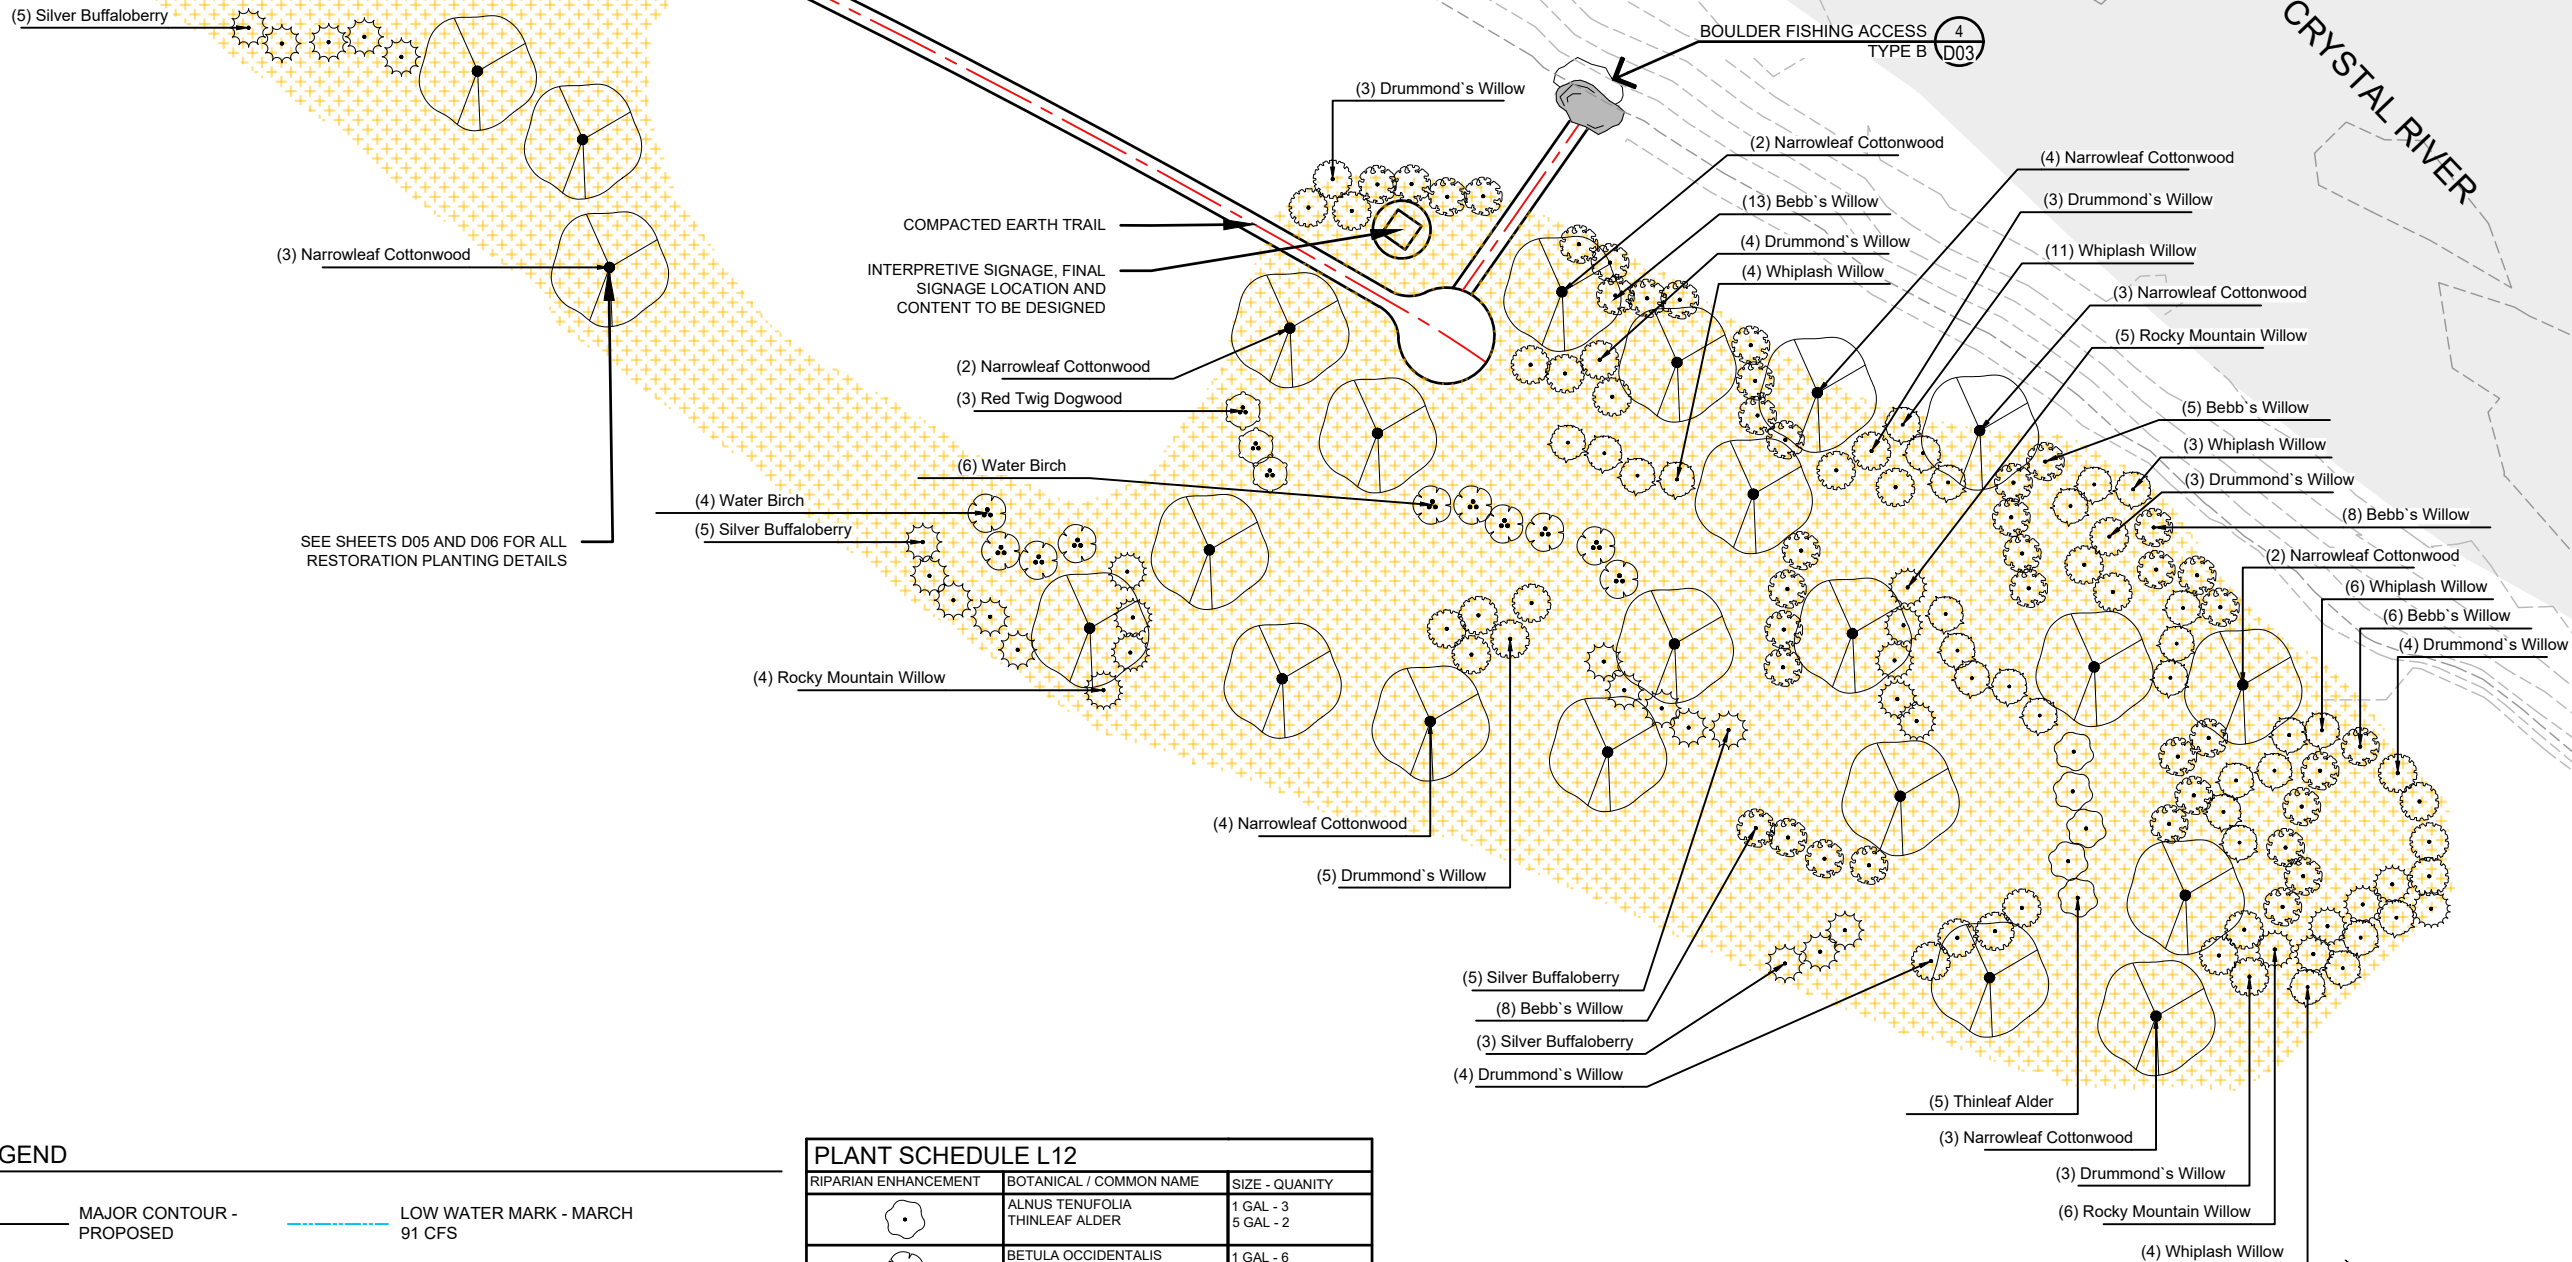 (5) Silver Buffaloberry
BOULDER FISHING ACCESS
TYPE B
4
D03
CRYSTAL RIVER
(3) Drummond`s Willow
(2) Narrowleaf Cottonwood
(4) Narrowleaf Cottonwood
(13) Bebb`s Willow
(3) Drummond`s Willow
COMPACTED EARTH TRAIL
(4) Drummond`s Willow
(11) Whiplash Willow
(3) Narrowleaf Cottonwood
INTERPRETIVE SIGNAGE, FINAL
SIGNAGE LOCATION AND
CONTENT TO BE DESIGNED
(4) Whiplash Willow
(3) Narrowleaf Cottonwood
(5) Rocky Mountain Willow
(2) Narrowleaf Cottonwood
(3) Red Twig Dogwood
(5) Bebb`s Willow
(3) Whiplash Willow
(6) Water Birch
(3) Drummond`s Willow
(4) Water Birch
(8) Bebb`s Willow
(5) Silver Buffaloberry
SEE SHEETS D05 AND D06 FOR ALL
RESTORATION PLANTING DETAILS
(2) Narrowleaf Cottonwood
(6) Whiplash Willow
(6) Bebb`s Willow
(4) Drummond`s Willow
(4) Rocky Mountain Willow
(4) Narrowleaf Cottonwood
(5) Drummond`s Willow
(5) Silver Buffaloberry
(8) Bebb`s Willow
(3) Silver Buffaloberry
(4) Drummond`s Willow
(5) Thinleaf Alder
(3) Narrowleaf Cottonwood
(3) Drummond`s Willow
(6) Rocky Mountain Willow
(4) Whiplash Willow
GEND
MAJOR CONTOUR -
PROPOSED
LOW WATER MARK - MARCH
91 CFS
PLANT SCHEDULE L12
RIPARIAN ENHANCEMENT
BOTANICAL / COMMON NAME
SIZE - QUANITY
ALNUS TENUFOLIA
THINLEAF ALDER
1 GAL - 3
5 GAL - 2
BETULA OCCIDENTALIS
1 GAL - 6